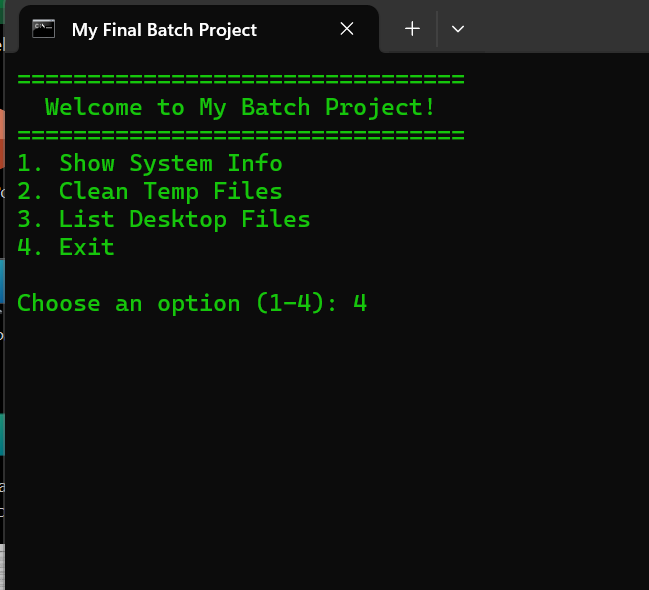 My Final Batch Project
================================
Welcome to My Batch Project!
================================
1. Show System Info
2. Clean Temp Files
3. List Desktop Files
4. Exit
Choose an option (1-4): 4